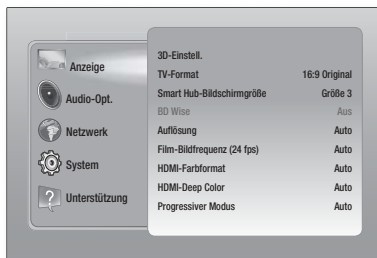 Anzeige
Audio-Opt.
Netzwerk
System
Unterstützung
3D-Einstell.
TV-Format 16:9 Original
Smart Hub-Bildschirmgröße Größe 3
BD Wise Aus
Auflösung Auto
Film-Bildfrequenz (24 fps) Auto
HDMI-Farbformat Auto
HDMI-Deep Color Auto
Progressiver Modus Auto